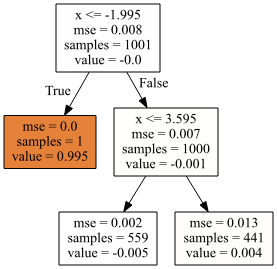 x <= -1.995
mse = 0.008
samples = 1001
value = -0.0
True
False
mse = 0.0
samples = 1
value = 0.995
x <= 3.595
mse = 0.007
samples = 1000
value = -0.001
mse = 0.002
samples = 559
value = -0.005
mse = 0.013
samples = 441
value = 0.004